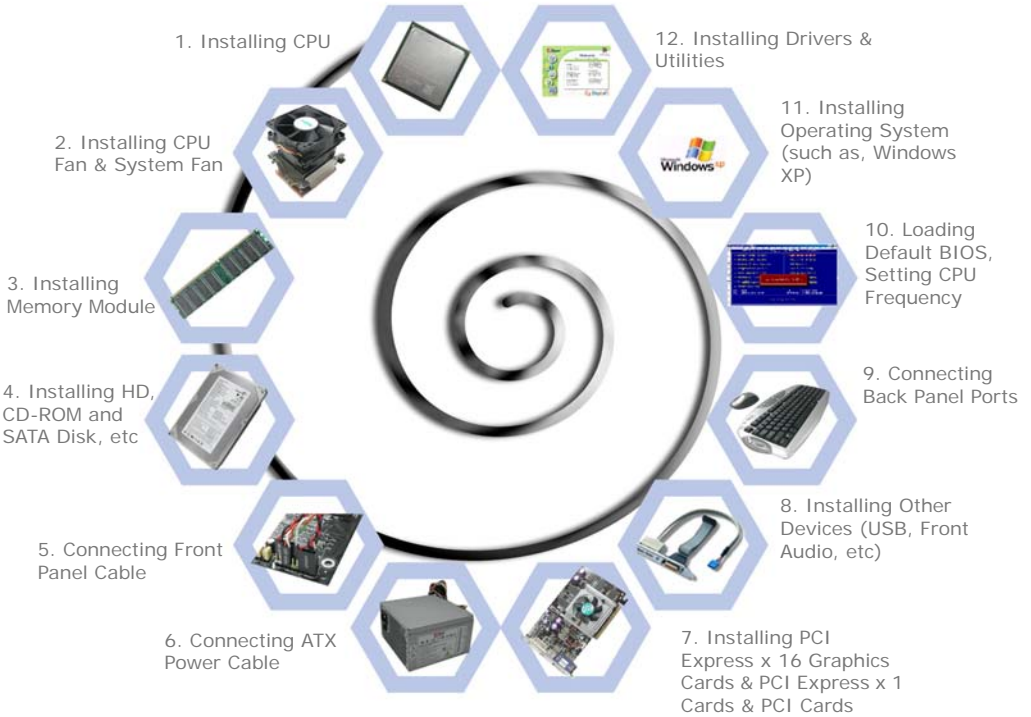 1. Installing CPU
2. Installing CPU
Fan & System Fan
3. Installing
Memory Module
4. Installing HD,
CD-ROM and
SATA Disk, etc
5. Connecting Front
Panel Cable
6. Connecting ATX
Power Cable
7. Installing PCI
Express x 16 Graphics
Cards & PCI Express x 1
Cards & PCI Cards
8. Installing Other
Devices (USB, Front
Audio, etc)
9. Connecting
Back Panel Ports
10. Loading
Default BIOS,
Setting CPU
Frequency
11. Installing
Operating System
(such as, Windows
XP)
Microsoft
Windows xp
12. Installing Drivers &
Utilities